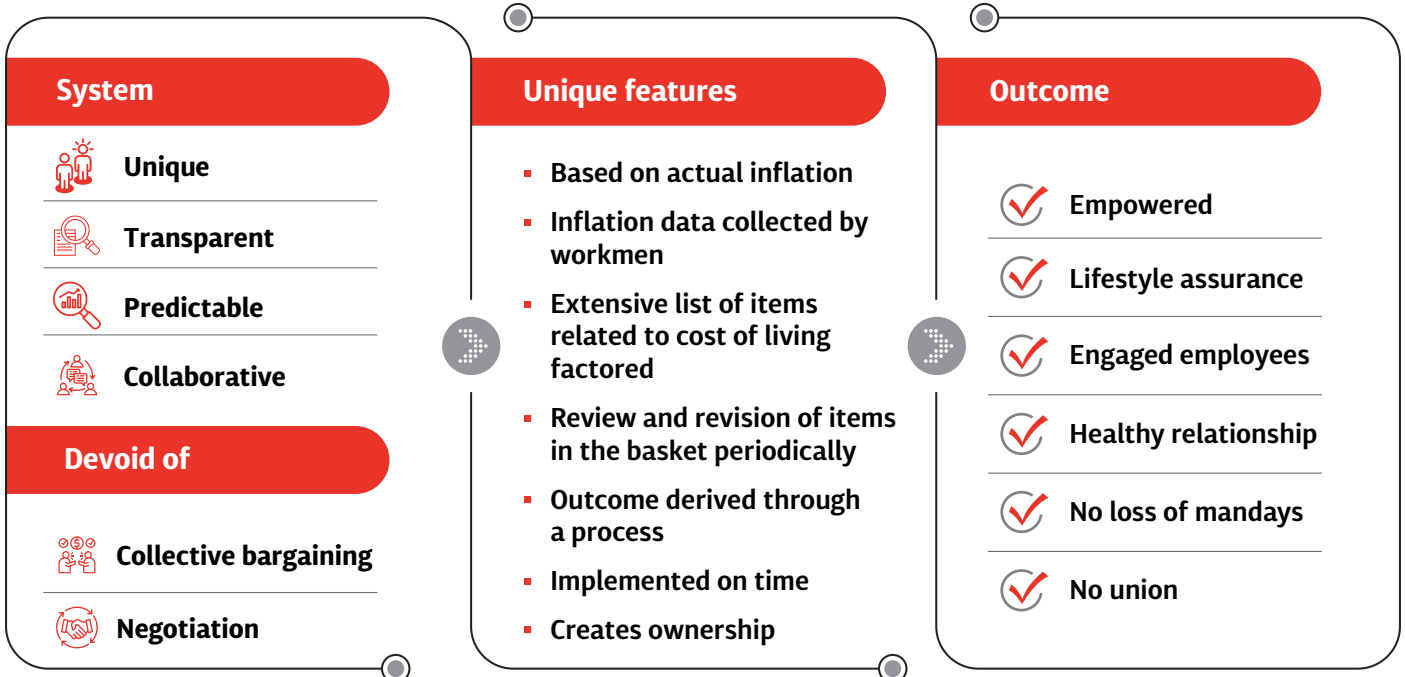 System
Unique
Transparent
Predictable
Collaborative
Devoid of
Collective bargaining
Negotiation
Unique features
Based on actual inflation
Inflation data collected by
workmen
Extensive list of items
related to cost of living
factored
Review and revision of items
in the basket periodically
Outcome derived through
a process
Implemented on time
Creates ownership
Outcome
Empowered
Lifestyle assurance
Engaged employees
Healthy relationship
No loss of mandays
No union